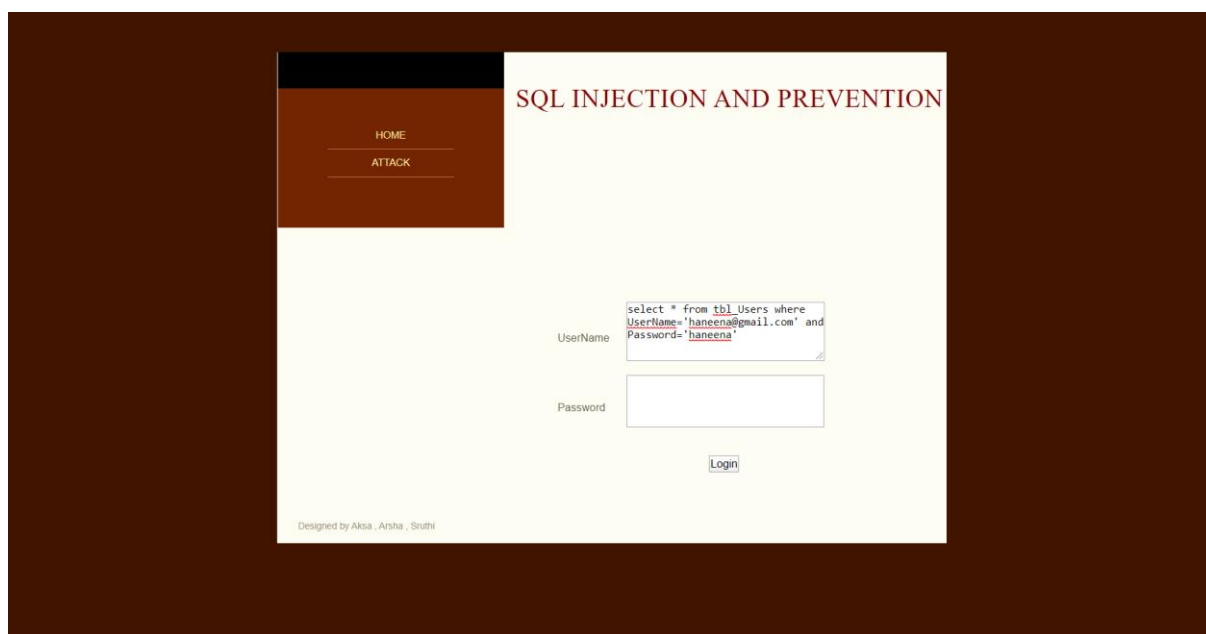 SQL INJECTION AND PREVENTION
HOME
ATTACK
UserName
select * from tbl_Users where
UserName='haneena@gmail.com' and
Password='haneena'
Password
Login
Designed by Aksa , Arsha , Sruthi